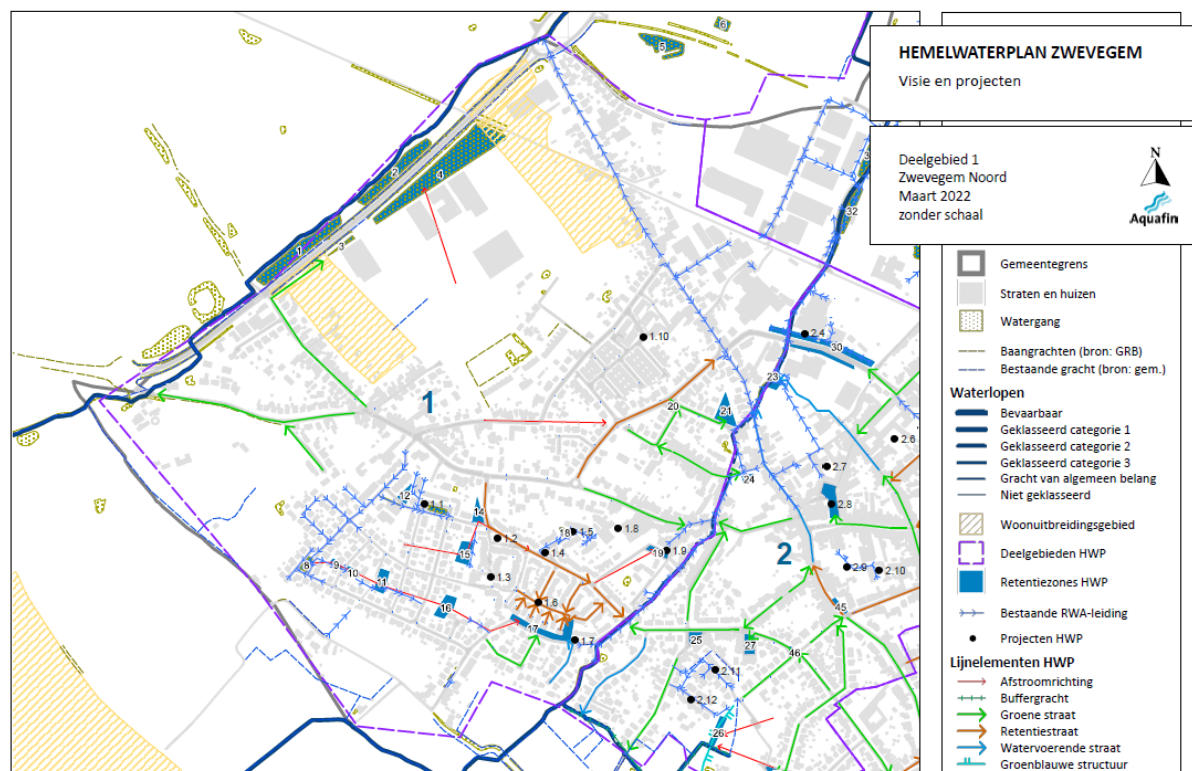 HEMELWATERPLAN ZWEVEGEM
Visie en projecten
Deelgebied 1
Zwevegem Noord
Maart 2022
zonder schaal
N
Aquafin
Gemeentegrens
Straten en huizen
Watergang
Baangrachten (bron: GRB)
Bestaande gracht (bron: gem.)
Waterlopen
Bevaarbaar
Geklasseerd categorie 1
Geklasseerd categorie 2
Geklasseerd categorie 3
Gracht van algemeen belang
Niet geklasseerd
Woonuitbreidingsgebied
Deelgebieden HWP
Retentiezones HWP
Bestaande RWA-leiding
Projecten HWP
Lijnelementen HWP
Afstroomrichting
Buffergracht
Groene straat
Retentiestraat
Watervoerende straat
Groenblauwe structuur
6
5
2
4
1
3
32
1.10
2.4
30
23
1
20
21
2.6
2.7
24
12
1.1
2.8
14
1.2
18
1.5
1.8
15
1.4
19
1.9
2
8
9
10
11
1.3
2.9
2.10
16
1.6
45
17
1.7
25
27
46
2.11
2.12
26